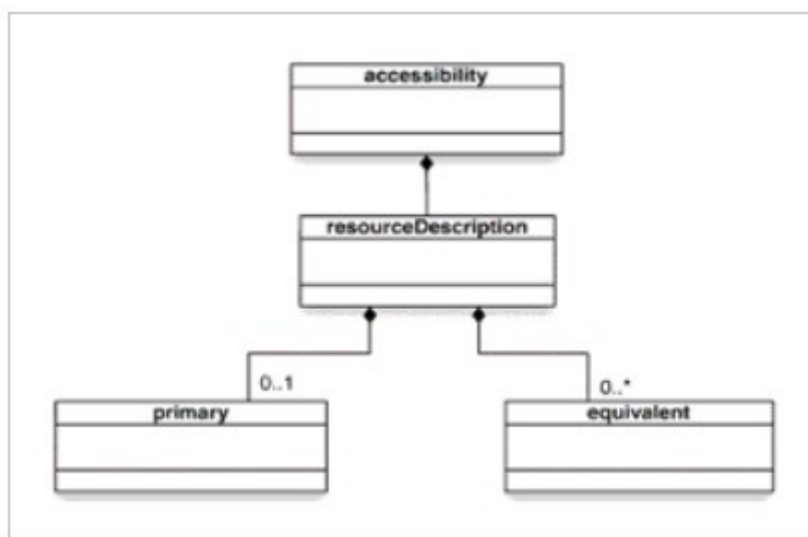 accessibility
resourceDescription
0..1
0..*
primary
equivalent